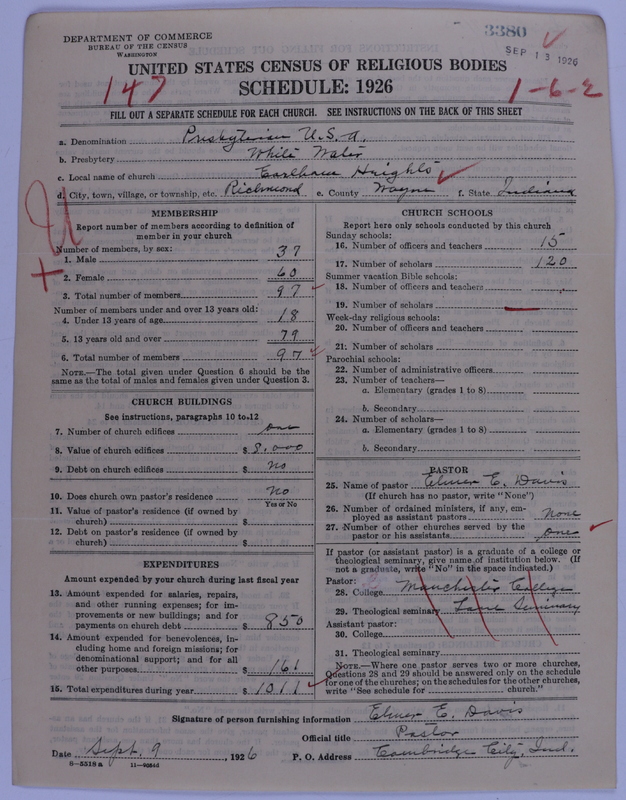 DEPARTMENT OF COMMERCE
BUREAU OF THE CENSUS
WASHINGTON
3380
SEP 13 1926
UNITED STATES CENSUS OF RELIGIOUS BODIES
SCHEDULE: 1926
147
1-6-2
FILL OUT A SEPARATE SCHEDULE FOR EACH CHURCH. SEE INSTRUCTIONS ON THE BACK OF THIS SHEET
a. Denomination Presbyterian U.S.A.
b. Presbytery White Water
c. Local name of church Earlham Heights
d. City, town, village, or township, etc. Richmond e. County Wayne f. State Indiana
MEMBERSHIP
Report number of members according to definition of
member in your church
Number of members, by sex:
1. Male 37
2. Female 60
3. Total number of members 97
Number of members under and over 13 years old:
4. Under 13 years of age 18
5. 13 years old and over 79
6. Total number of members 97
NOTE.—The total given under Question 6 should be
same as the total of males and females given under Question 3.
CHURCH BUILDINGS
See instructions, paragraphs 10 to 12
7. Number of church edifices one
8. Value of church edifices $ 8,000
9. Debt on church edifices $ no
10. Does church own pastor's residence No
Yes or No
11. Value of pastor's residence (if owned by
church) $
12. Debt on pastor's residence (if owned by
church) $
EXPENDITURES
Amount expended by your church during last fiscal year
13. Amount expended for salaries, repairs,
and other running expenses; for im-
provements or new buildings; and for
payments on church debt $ 850
14. Amount expended for benevolences, in-
cluding home and foreign missions; for
denominational support; and for all
other purposes $ 161
15. Total expenditures during year $ 1011
CHURCH SCHOOLS
Report here only schools conducted by this church
Sunday schools:
16. Number of officers and teachers 15
17. Number of scholars 120
Summer vacation Bible schools:
18. Number of officers and teachers
19. Number of scholars
Week-day religious schools:
20. Number of officers and teachers
21. Number of scholars
Parochial schools:
22. Number of administrative officers
23. Number of teachers—
a. Elementary (grades 1 to 8)
b. Secondary
24. Number of scholars—
a. Elementary (grades 1 to 8)
b. Secondary
PASTOR
25. Name of pastor Elmer E. Davis
(If church has no pastor, write "None")
26. Number of ordained ministers, if any, em-
ployed as assistant pastors None
27. Number of other churches served by the
pastor or his assistants one
If pastor (or assistant pastor) is a graduate of a college or
theological seminary, give name of institution below. (If
not a graduate, write "No" in the space indicated.)
Pastor:
28. College Manchester College
29. Theological seminary Lane Seminary
Assistant pastor:
30. College
31. Theological seminary
NOTE.—Where one pastor serves two or more churches,
Questions 28 and 29 should be answered only on the schedule
for one of the churches; on the schedules for the other churches,
write "See schedule for church."
Signature of person furnishing information Elmer E. Davis
Official title Pastor
Date Sept. 9, 1926 P. O. Address Cambridge City, Ind.
8-5518a